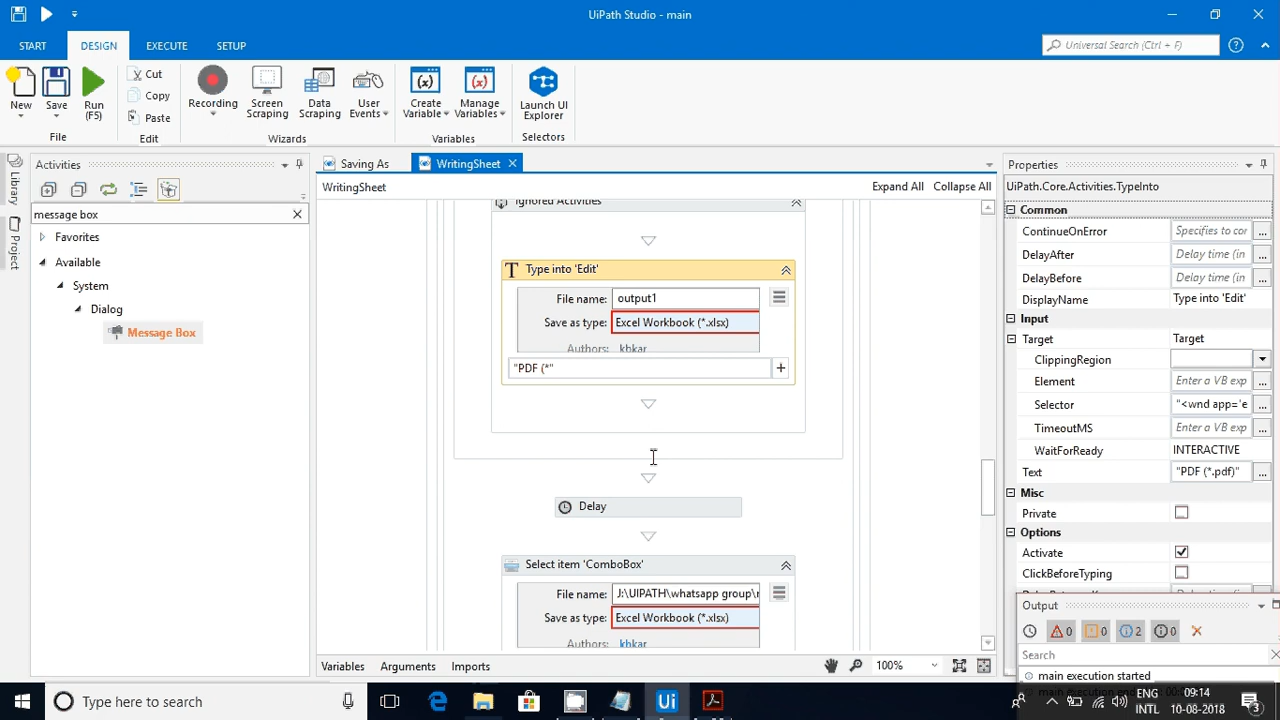 UiPath Studio - main
START
DESIGN
EXECUTE
SETUP
Universal Search (Ctrl + F)
New
Save
Run (F5)
Cut
Copy
Paste
Recording
Screen Scraping
Data Scraping
User Events
Create Variable
Manage Variables
Launch UI Explorer
File
Edit
Wizards
Variables
Selectors
Library
Project
Activities
message box
Favorites
Available
System
Dialog
Message Box
Saving As
WritingSheet
WritingSheet
Expand All
Collapse All
Ignored Activities
Type into 'Edit'
File name:
output1
Save as type:
Excel Workbook (*.xlsx)
Authors:
khkar
"PDF (*"
Delay
Select item 'ComboBox'
File name:
J:\UIPATH\whatsapp group\r
Save as type:
Excel Workbook (*.xlsx)
Authors:
khkar
Variables
Arguments
Imports
100%
Properties
UiPath.Core.Activities.TypeInto
Common
ContinueOnError
Specifies to cor
DelayAfter
Delay time (in
DelayBefore
Delay time (in
DisplayName
Type into 'Edit'
Input
Target
Target
ClippingRegion
Element
Enter a VB exp
Selector
"<wnd app='e
TimeoutMS
Enter a VB exp
WaitForReady
INTERACTIVE
Text
"PDF (*.pdf)"
Misc
Private
Options
Activate
ClickBeforeTyping
Output
0
0
2
0
Search
main execution started
Type here to search
ENG
INTL
09:14
10-08-2018
3